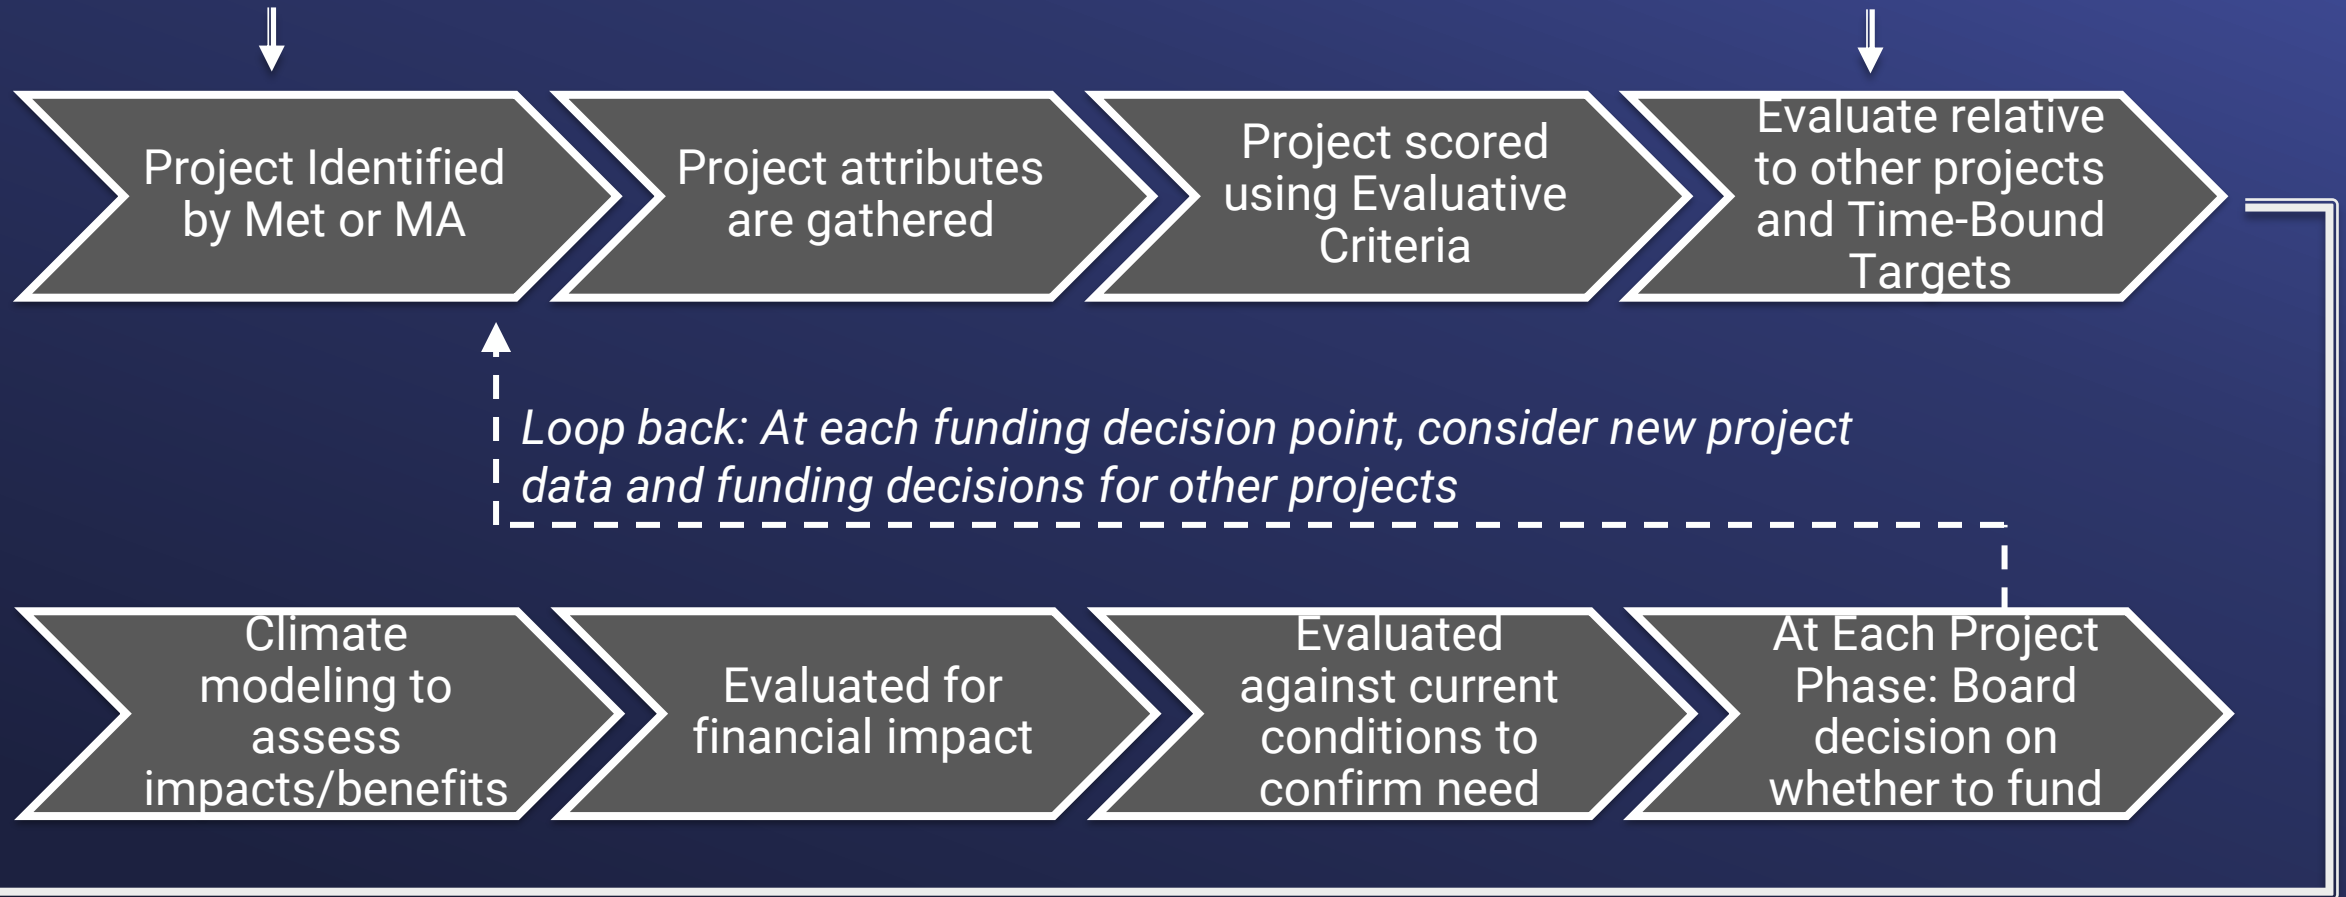 Project Identified
by Met or MA
Project attributes
are gathered
Project scored
using Evaluative
Criteria
Evaluate relative
to other projects
and Time-Bound
Targets
Loop back: At each funding decision point, consider new project
data and funding decisions for other projects
Climate
modeling to
assess
impacts/benefits
Evaluated for
financial impact
Evaluated
against current
conditions to
confirm need
At Each Project
Phase: Board
decision on
whether to fund